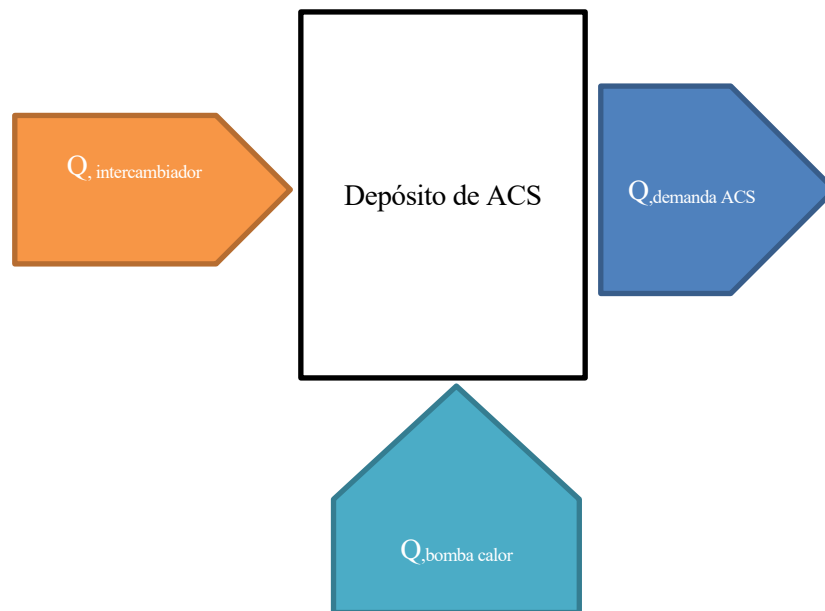 Q, intercambiador
Depósito de ACS
Q,demanda ACS
Q,bomba calor